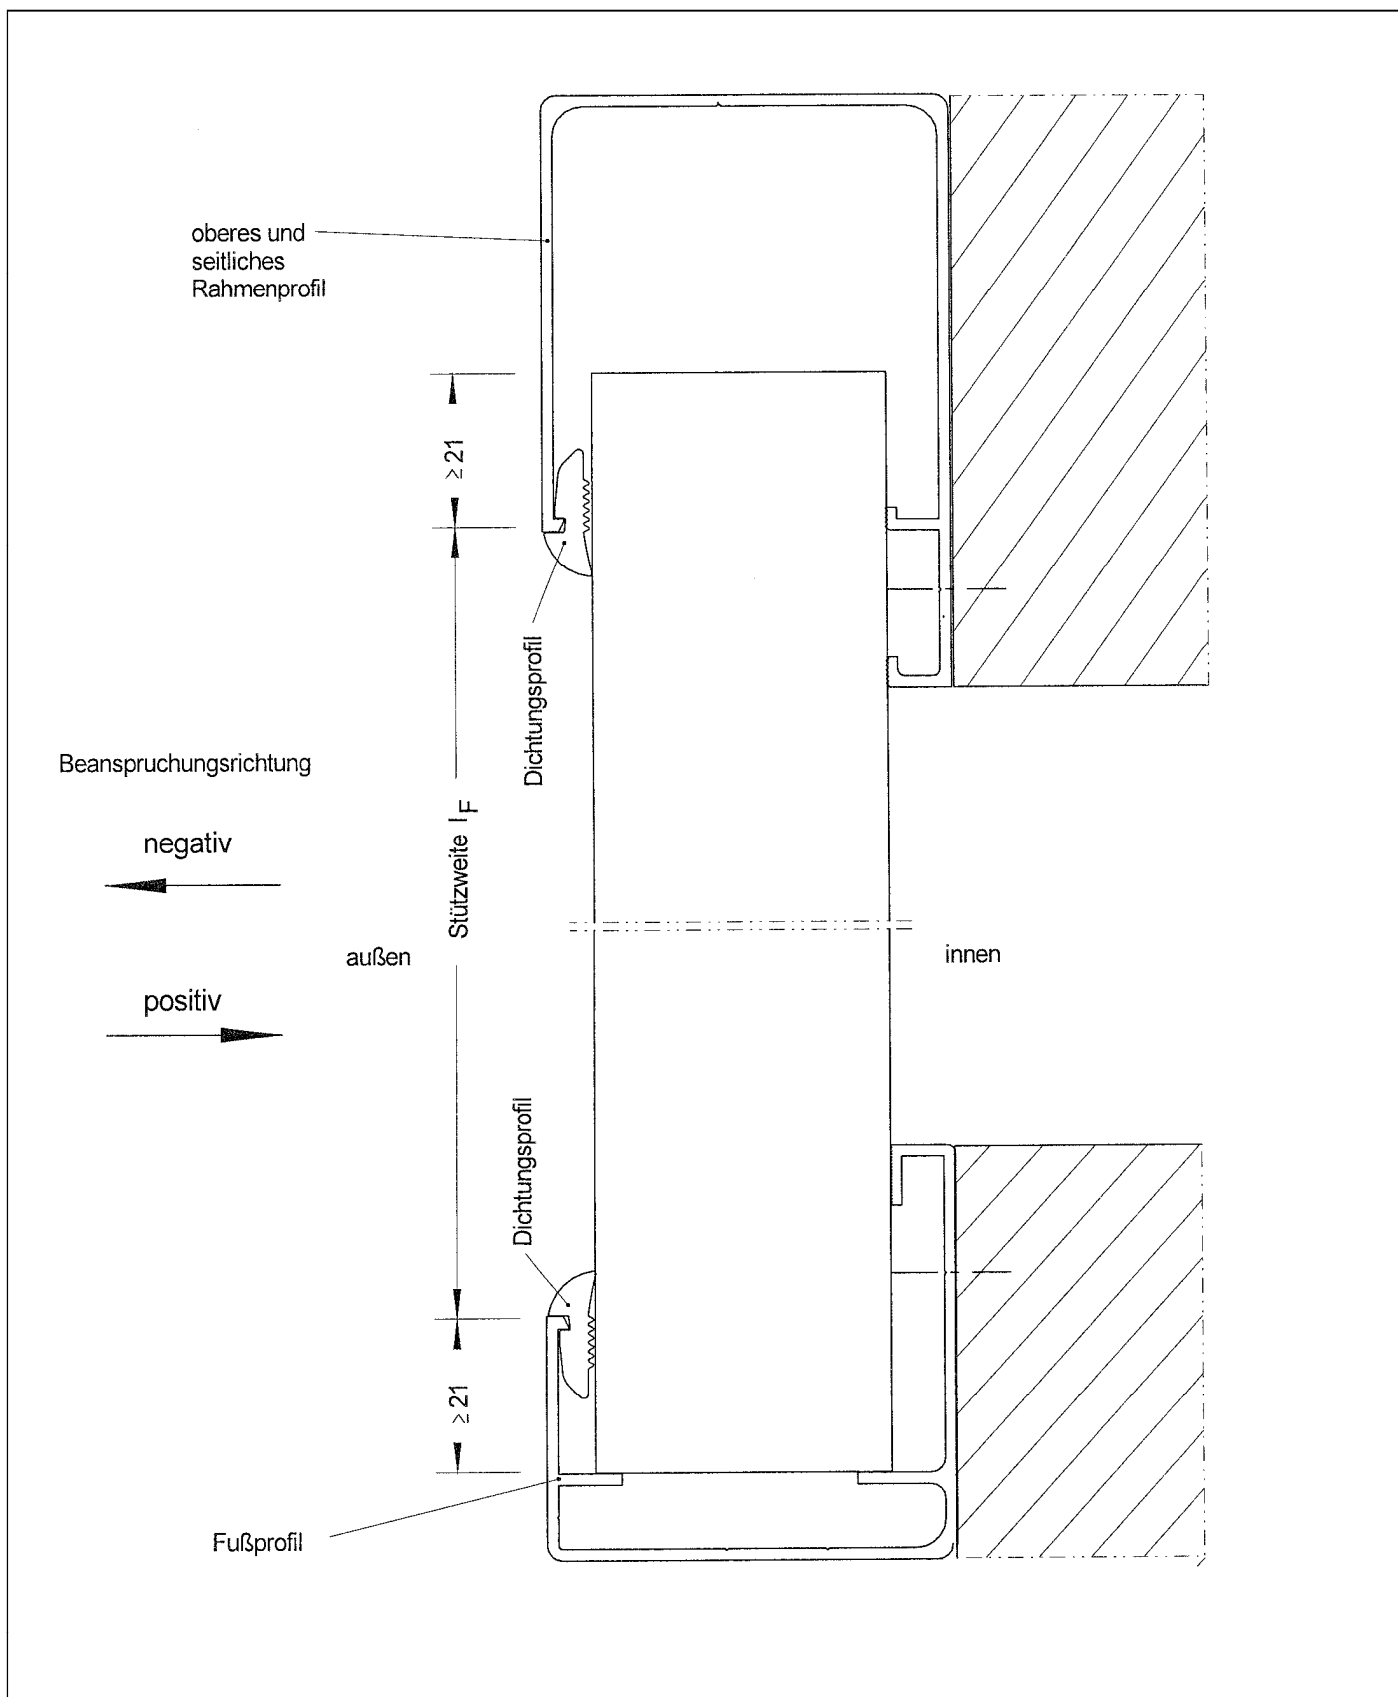 oberes und
seitliches
Rahmenprofil
≥21
Dichtungsprofil
Beanspruchungsrichtung
negativ
Stützweite l_F
außen
innen
positiv
Dichtungsprofil
≥21
Fußprofil